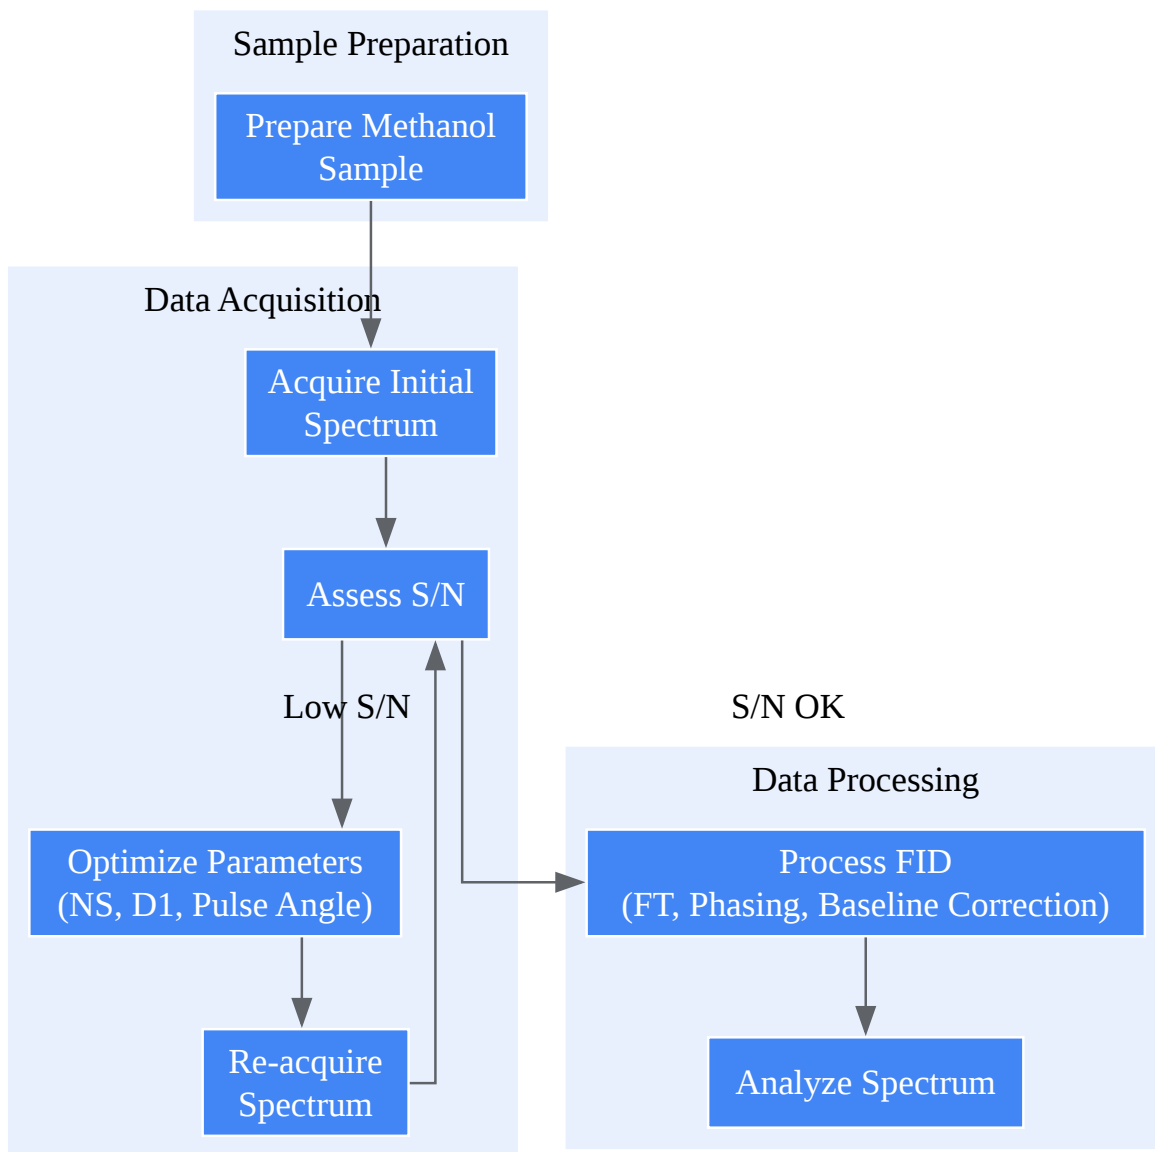 Sample Preparation
Prepare Methanol
Sample
Data Acquisition
Acquire Initial
Spectrum
Assess S/N
Low S/N
S/N OK
Data Processing
Optimize Parameters
(NS, D1, Pulse Angle)
Process FID
(FT, Phasing, Baseline Correction)
Re-acquire
Spectrum
Analyze Spectrum